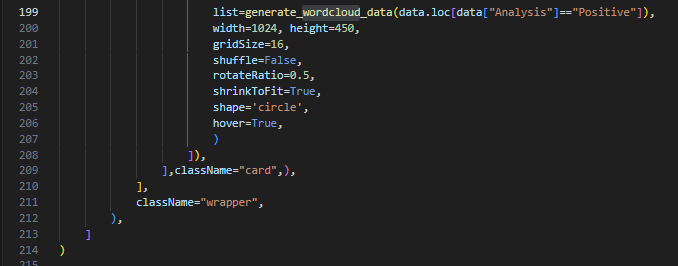 199 list=generate_wordcloud_data(data.loc[data["Analysis"]=="Positive"]),
200 width=1024, height=450,
201 gridSize=16,
202 shuffle=False,
203 rotateRatio=0.5,
204 shrinkToFit=True,
205 shape='circle',
206 hover=True,
207 )
208 ]),
209 ],className="card",),
210 ],
211 className="wrapper",
212 ),
213 ]
214 )
215